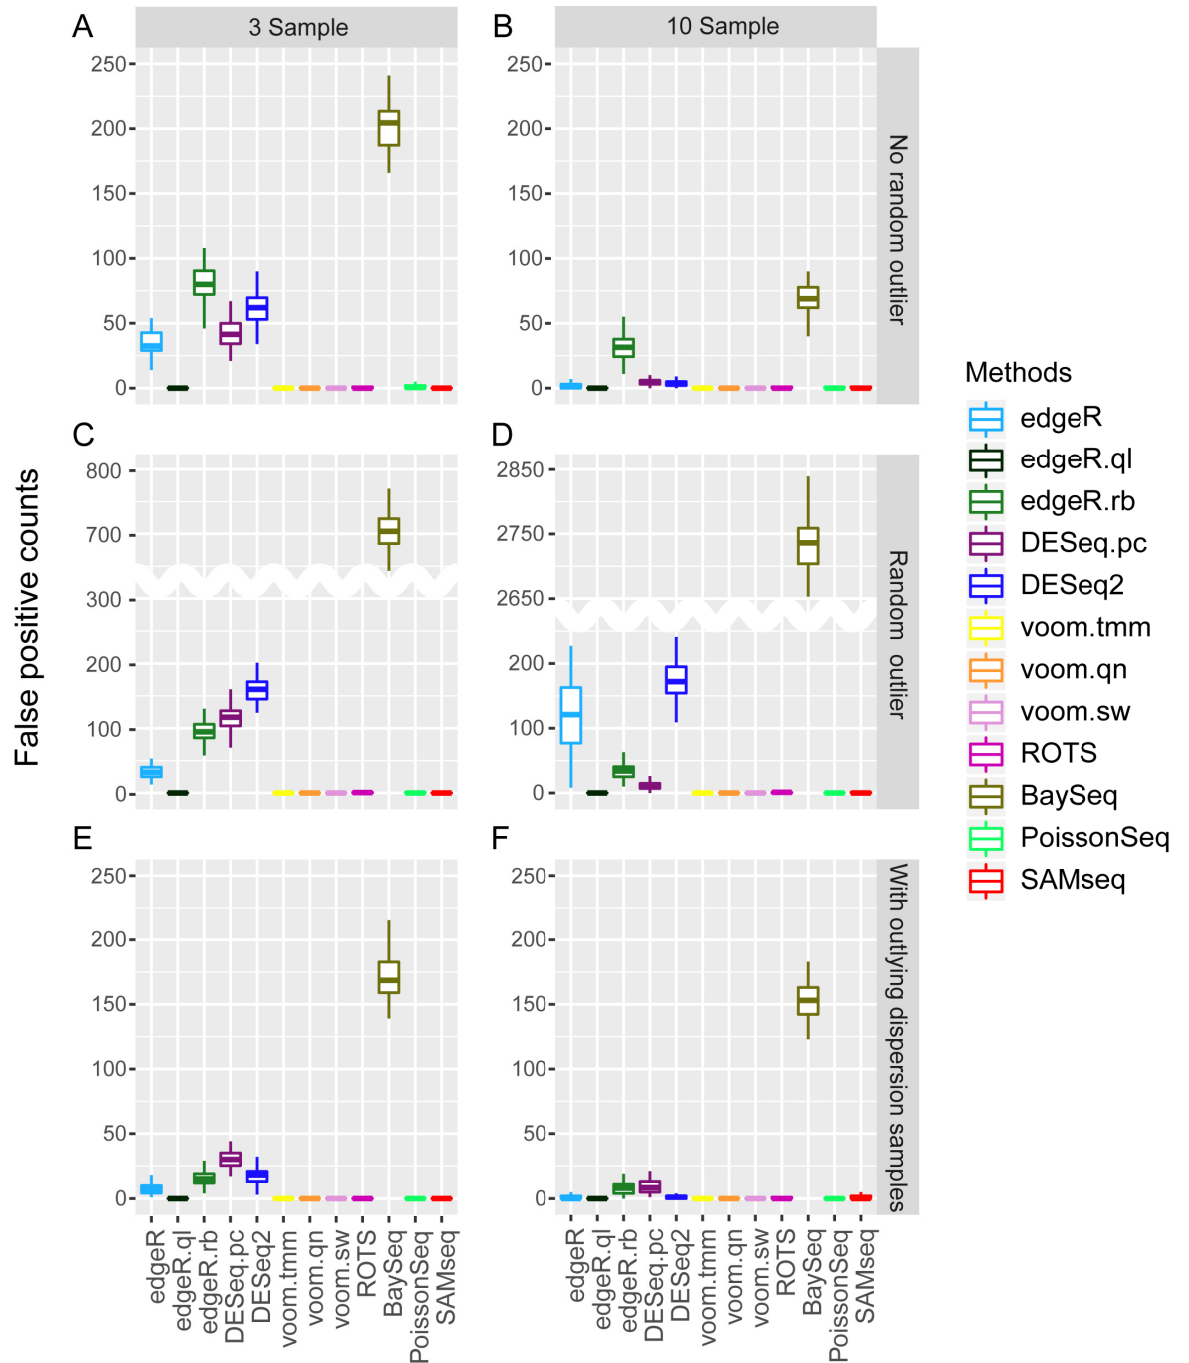 A
3 Sample
B
10 Sample
250
200
150
100
50
0
250
200
150
100
50
0
No random outlier
C
D
800
700
300
200
100
0
2850
2750
2650
200
100
0
Random outlier
False positive counts
E
F
250
200
150
100
50
0
250
200
150
100
50
0
With outlying dispersion samples
edgeR
edgeR.ql
edgeR.rb
DESeq.pc
DESeq2
voom.tmm
voom.qn
voom.sw
ROTS
BaySeq
PoissonSeq
SAMseq
edgeR
edgeR.ql
edgeR.rb
DESeq.pc
DESeq2
voom.tmm
voom.qn
voom.sw
ROTS
BaySeq
PoissonSeq
SAMseq
Methods
edgeR
edgeR.ql
edgeR.rb
DESeq.pc
DESeq2
voom.tmm
voom.qn
voom.sw
ROTS
BaySeq
PoissonSeq
SAMseq